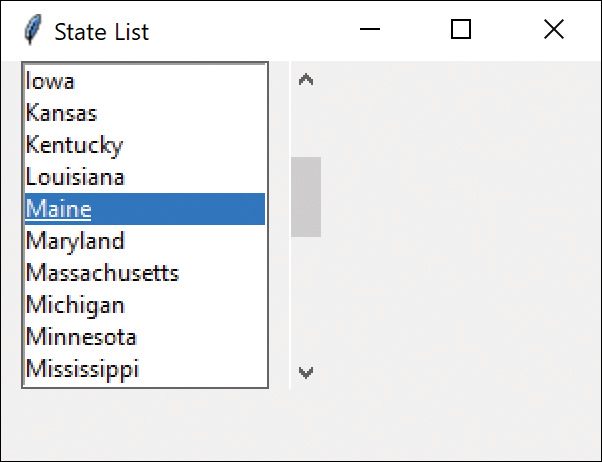 State List
Iowa
Kansas
Kentucky
Louisiana
Maine
Maryland
Massachusetts
Michigan
Minnesota
Mississippi